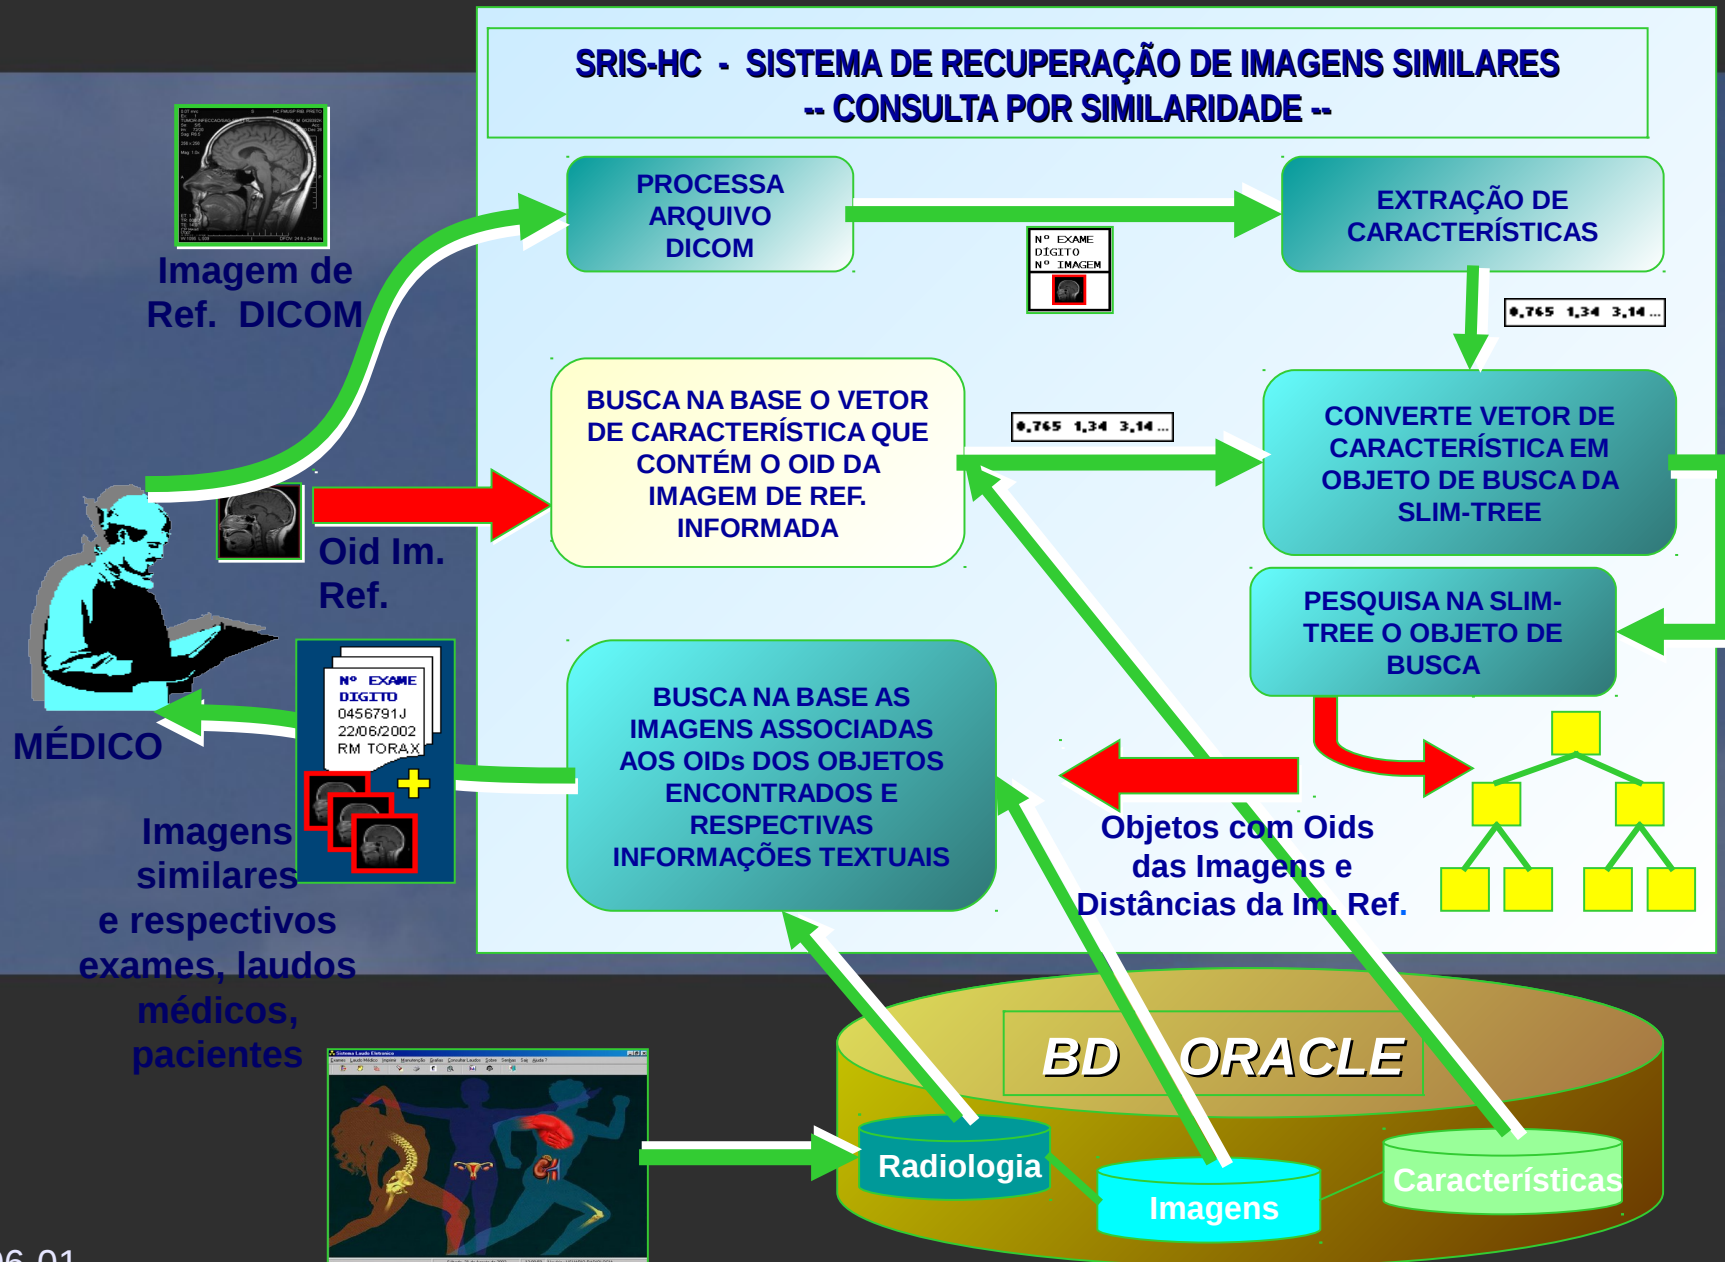 SRIS-HC - SISTEMA DE RECUPERAÇÃO DE IMAGENS SIMILARES
-- CONSULTA POR SIMILARIDADE --
Imagem de
Ref. DICOM
PROCESSA
ARQUIVO
DICOM
Nº EXAME
DIGITO
Nº IMAGEM
EXTRAÇÃO DE
CARACTERÍSTICAS
0,765 1,34 3,14 ...
BUSCA NA BASE O VETOR
DE CARACTERÍSTICA QUE
CONTÉM O OID DA
IMAGEM DE REF.
INFORMADA
0,765 1,34 3,14 ...
CONVERTE VETOR DE
CARACTERÍSTICA EM
OBJETO DE BUSCA DA
SLIM-TREE
Oid Im.
Ref.
PESQUISA NA SLIM-
TREE O OBJETO DE
BUSCA
MÉDICO
Nº EXAME
DIGITO
0456791J
22/06/2002
RM TORAX
BUSCA NA BASE AS
IMAGENS ASSOCIADAS
AOS OIDs DOS OBJETOS
ENCONTRADOS E
RESPECTIVAS
INFORMAÇÕES TEXTUAIS
Objetos com Oids
das Imagens e
Distâncias da Im. Ref.
Imagens
similares
e respectivos
exames, laudos
médicos,
pacientes
BD ORACLE
Sistema Laudo Eletronico
Radiologia
Imagens
Características